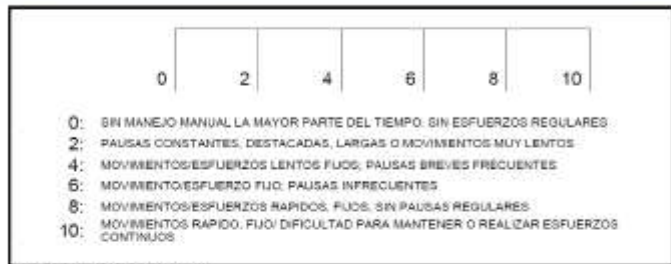 0 2 4 6 8 10
0: SIN MANEJO MANUAL LA MAYOR PARTE DEL TIEMPO. SIN ESFUERZOS REGULARES
2: PAUSAS CONSTANTES, DESTACADAS, LARGAS O MOVIMIENTOS MUY LENTOS
4: MOVIMIENTOS/ESFUERZOS LENTOS FIJOS; PAUSAS BREVES FRECUENTES
6: MOVIMIENTO/ESFUERZO FIJO; PAUSAS INFRECUENTES
8: MOVIMIENTOS/ESFUERZOS RAPIDOS, FIJOS, SIN PAUSAS REGULARES
10: MOVIMIENTOS RAPIDO, FIJO/ DIFICULTAD PARA MANTENER O REALIZAR ESFUERZOS
CONTINUOS